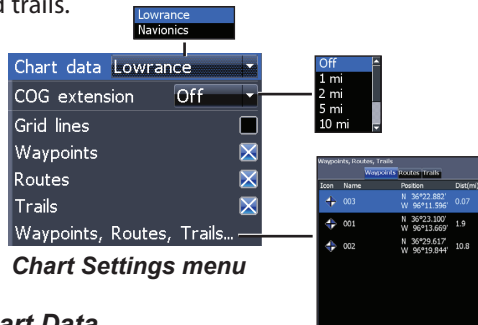 d trails.
Lowrance
Navionics
Chart data Lowrance
COG extension Off
Grid lines
Waypoints
Routes
Trails
Waypoints, Routes, Trails...
Off
1 mi
2 mi
5 mi
10 mi
Waypoints, Routes, Trails
Waypoints Routes Trails
Icon Name Position Dist(mi)
003 N 36°22.882' W 96°11.596' 0.07
001 N 36°23.100' W 96°13.669' 1.9
002 N 36°29.617' W 96°19.844' 10.8
Chart Settings menu
art Data